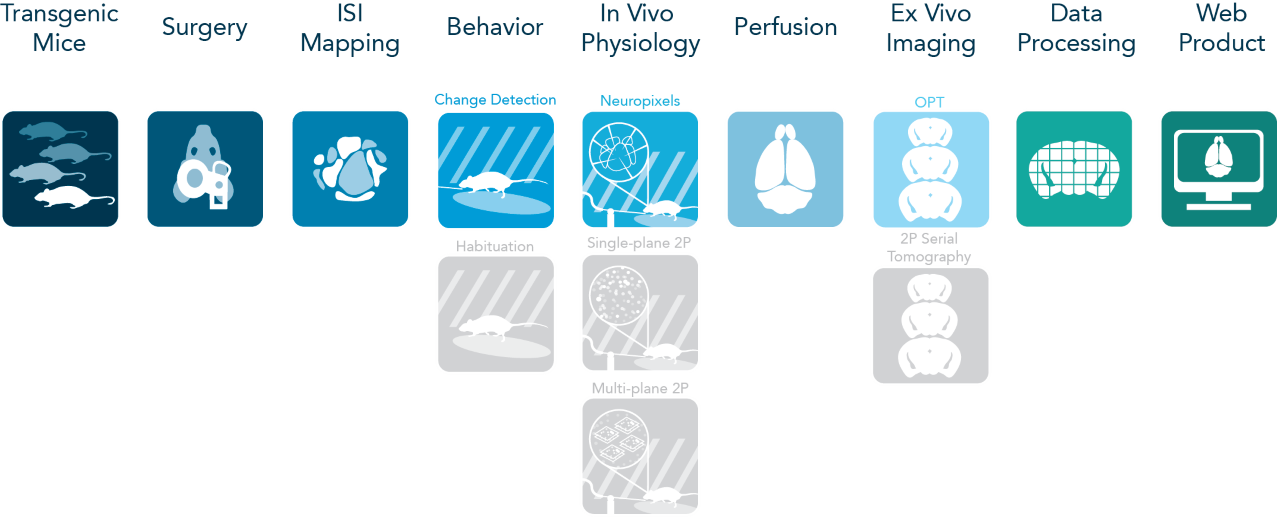 Transgenic
Mice
Surgery
ISI
Mapping
Behavior
In Vivo
Physiology
Perfusion
Ex Vivo
Imaging
Data
Processing
Web
Product
Change Detection
Neuropixels
OPT
Habituation
Single-plane 2P
2P Serial
Tomography
Multi-plane 2P